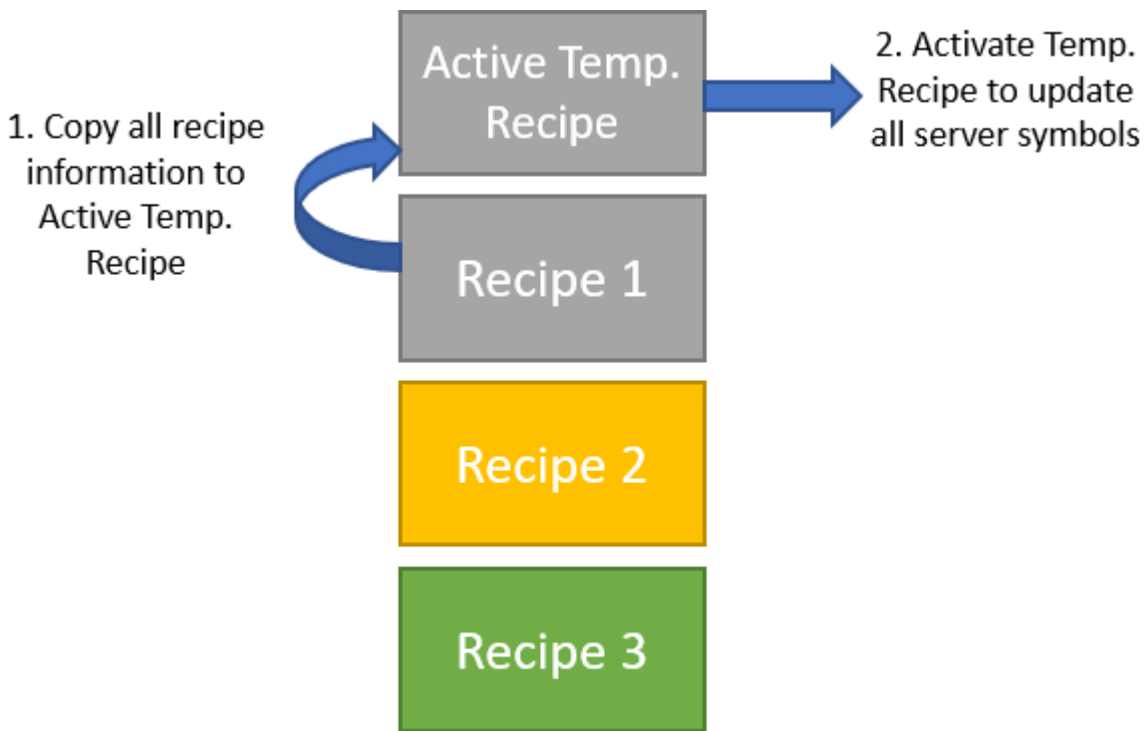 1. Copy all recipe
information to
Active Temp.
Recipe
Active Temp.
Recipe
2. Activate Temp.
Recipe to update
all server symbols
Recipe 1
Recipe 2
Recipe 3